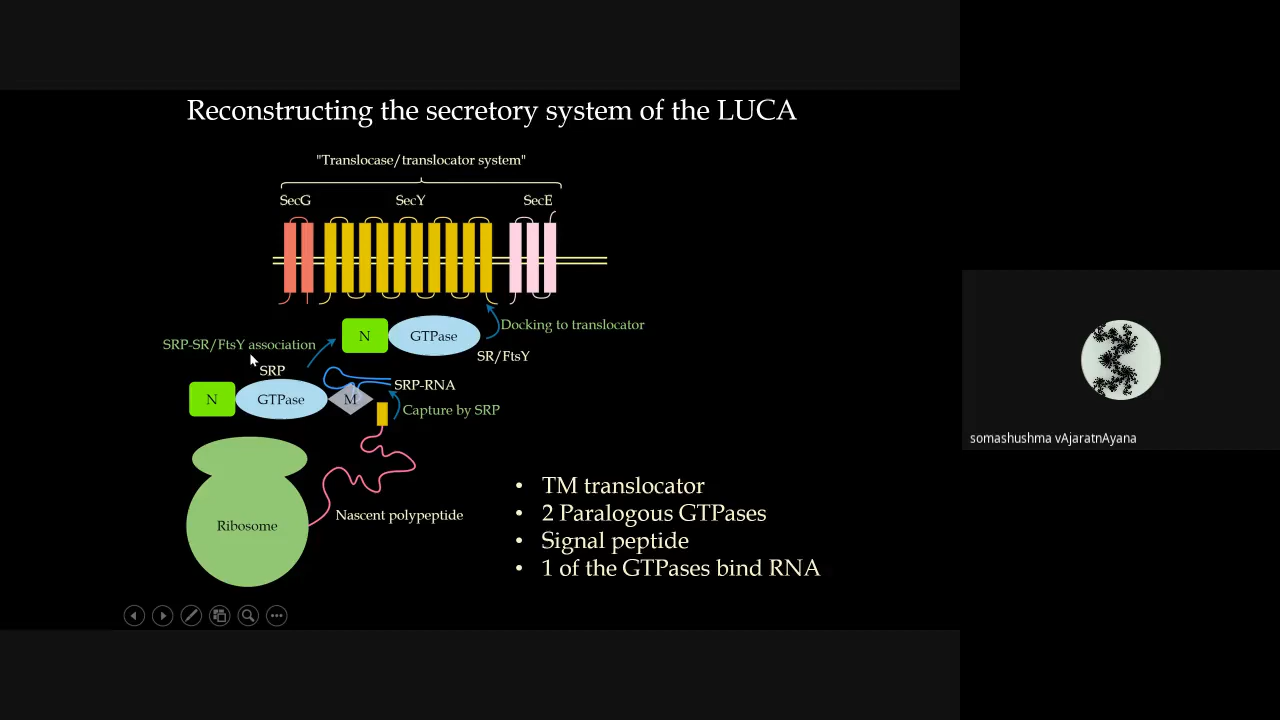 Reconstructing the secretory system of the LUCA
"Translocase/translocator system"
SecG
SecY
SecE
N
GTPase
Docking to translocator
SRP-SR/FtsY association
SR/FtsY
SRP
SRP-RNA
N
GTPase
M
Capture by SRP
Ribosome
Nascent polypeptide
• TM translocator
• 2 Paralogous GTPases
• Signal peptide
• 1 of the GTPases bind RNA
somashushma vAjaratnAyana